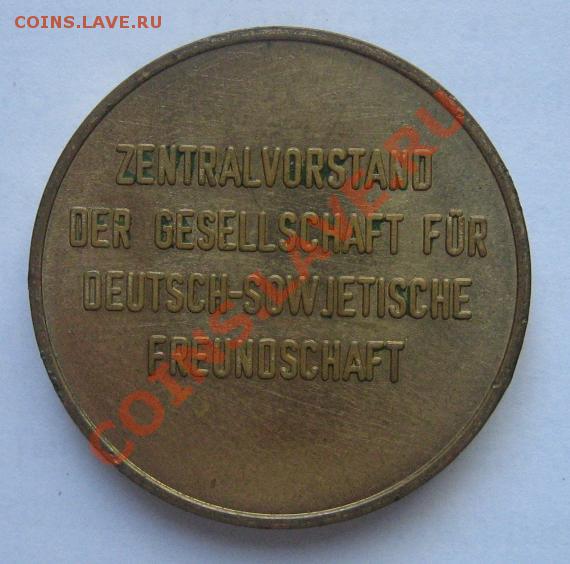 COINS.LAVE.RU
ZENTRALVORSTAND
DER GESELLSCHAFT FÜR
DEUTSCH-SOWJETISCHE
FREUNDSCHAFT
COINS.LAVE.RU